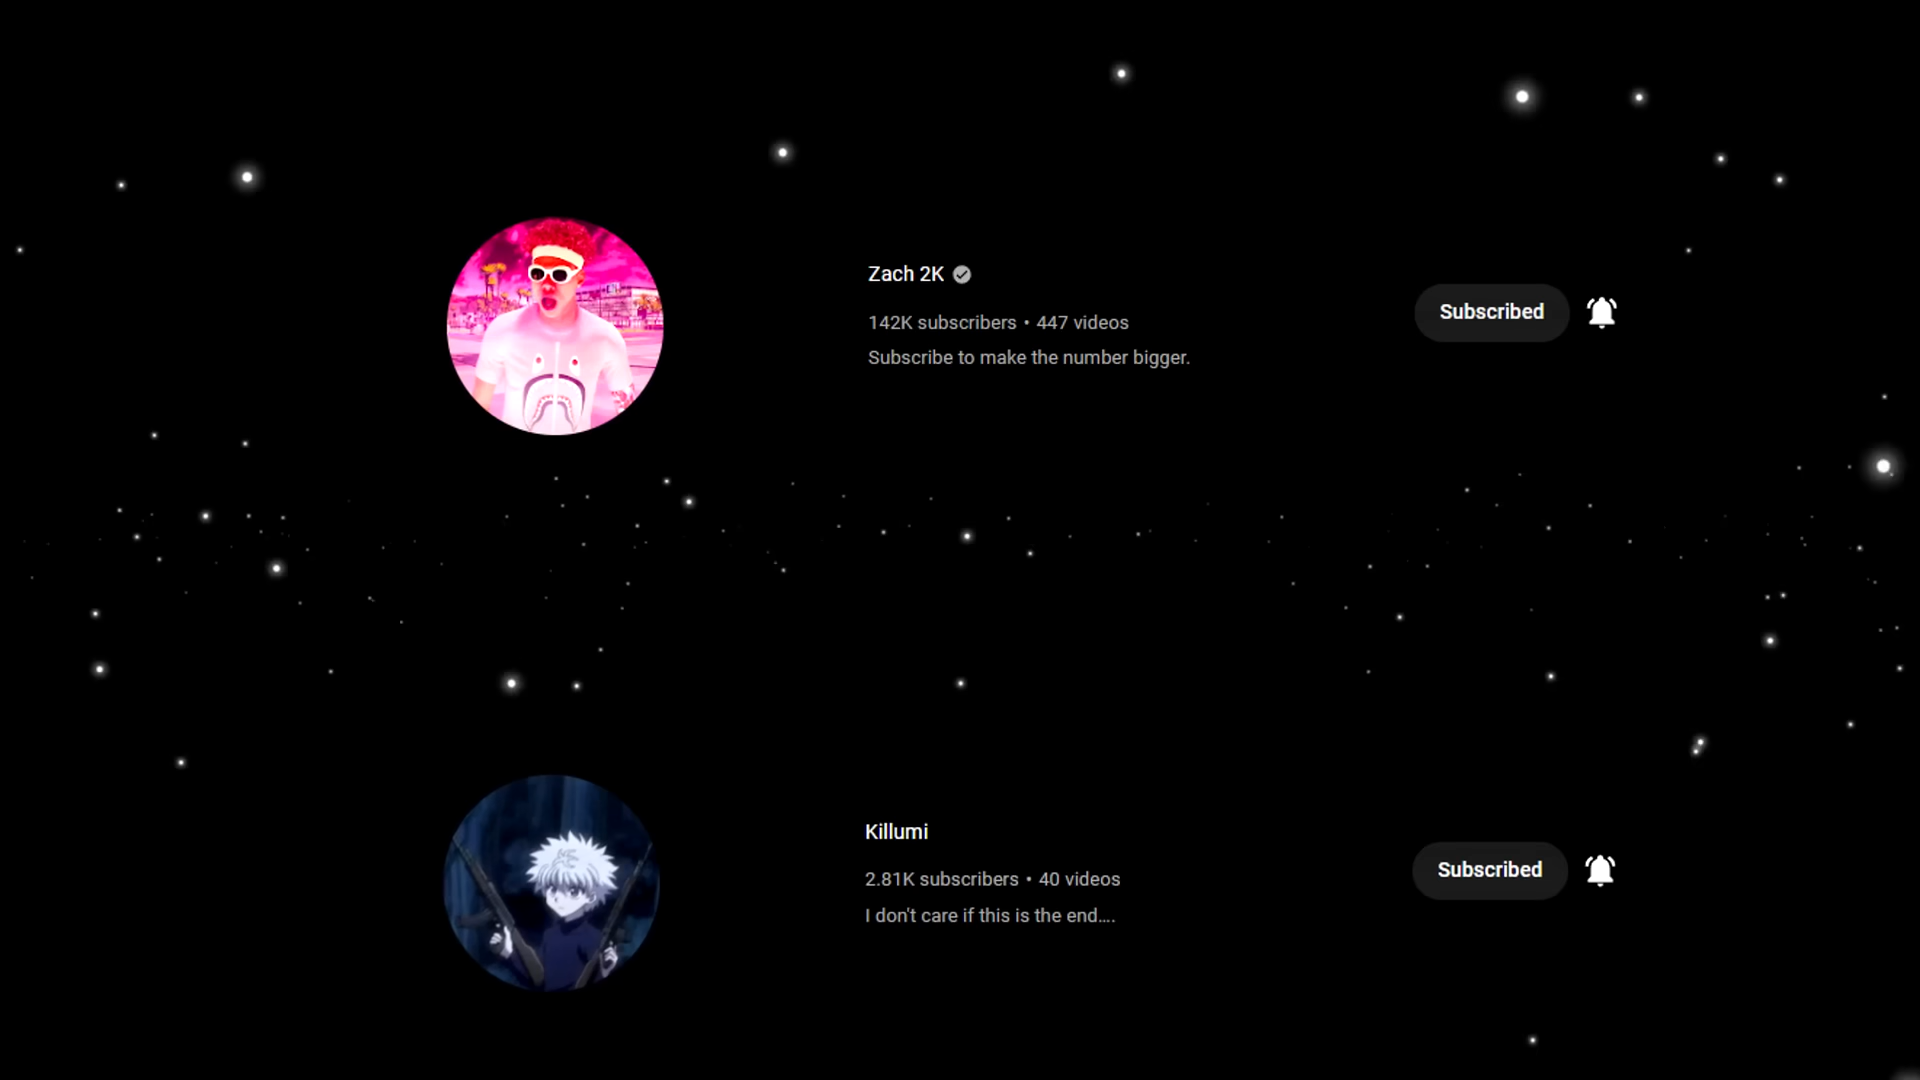 Zach 2K
142K subscribers • 447 videos
Subscribe to make the number bigger.
Subscribed
Killumi
2.81K subscribers • 40 videos
I don't care if this is the end....
Subscribed